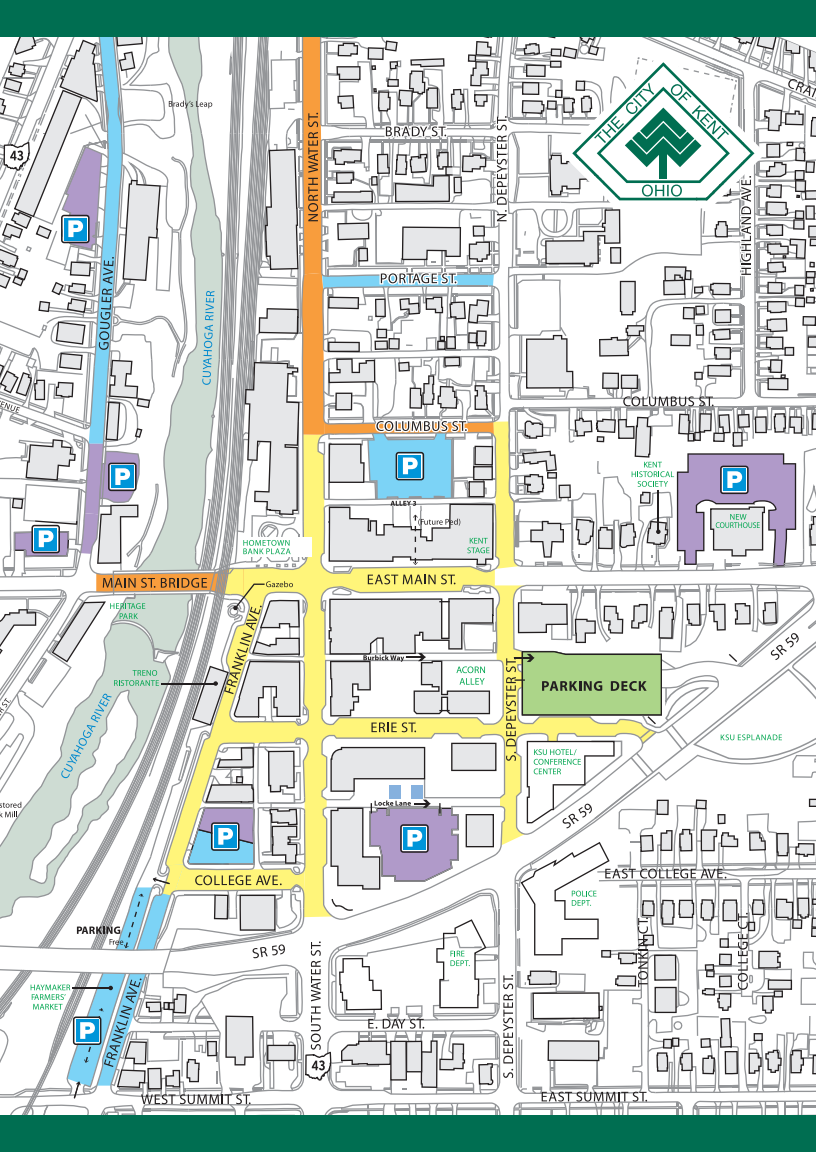 THE CITY OF KENT
OHIO
CRAI
Brady's Leap
BRADY ST.
43
P
NORTH WATER ST.
N. DEPEYSTER ST.
HIGHLAND AVE.
GOUGLER AVE.
CUYAHOGA RIVER
PORTAGE ST.
ENUE
COLUMBUS ST.
COLUMBUS ST.
P
P
P
P
KENT
HISTORICAL
SOCIETY
NEW
COURTHOUSE
ALLEY 3
(Future Ped)
KENT
STAGE
HOMETOWN
BANK PLAZA
MAIN ST. BRIDGE
EAST MAIN ST.
Gazebo
HERITAGE
PARK
FRANKLIN AVE.
TRENO
RISTORANTE
Burbick Way
ACORN
ALLEY
S. DEPEYSTER ST.
PARKING DECK
SR 59
CUYAHOGA RIVER
ERIE ST.
KSU HOTEL/
CONFERENCE
CENTER
KSU ESPLANADE
stored
k Mill
Locke Lane
P
P
SR 59
COLLEGE AVE.
EAST COLLEGE AVE.
POLICE
DEPT.
PARKING
Free
SR 59
FIRE
DEPT.
TONKIN CT.
COLLEGE CT.
HAYMAKER
FARMERS'
MARKET
P
FRANKLIN AVE.
SOUTH WATER ST.
S. DEPEYSTER ST.
E. DAY ST.
43
WEST SUMMIT ST.
EAST SUMMIT ST.